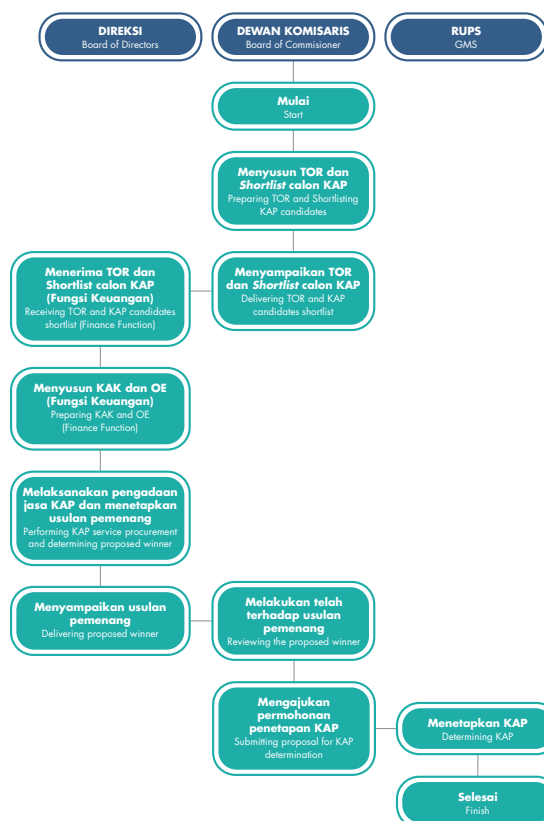 DIREKSI
Board of Directors
DEWAN KOMISARIS
Board of Commisioner
RUPS
GMS
Mulai
Start
Menyusun TOR dan
Shortlist calon KAP
Preparing TOR and Shortlisting
KAP candidates
Menyampaikan TOR
dan Shortlist calon KAP
Delivering TOR and KAP
candidates shortlist
Menerima TOR dan
Shortlist calon KAP
(Fungsi Keuangan)
Receiving TOR and KAP candidates
shortlist (Finance Function)
Menyusun KAK dan OE
(Fungsi Keuangan)
Preparing KAK and OE
(Finance Function)
Melaksanakan pengadaan
jasa KAP dan menetapkan
usulan pemenang
Performing KAP service procurement
and determining proposed winner
Menyampaikan usulan
pemenang
Delivering proposed winner
Melakukan telah
terhadap usulan
pemenang
Reviewing the proposed winner
Mengajukan
permohonan
penetapan KAP
Submitting proposal for KAP
determination
Menetapkan KAP
Determining KAP
Selesai
Finish